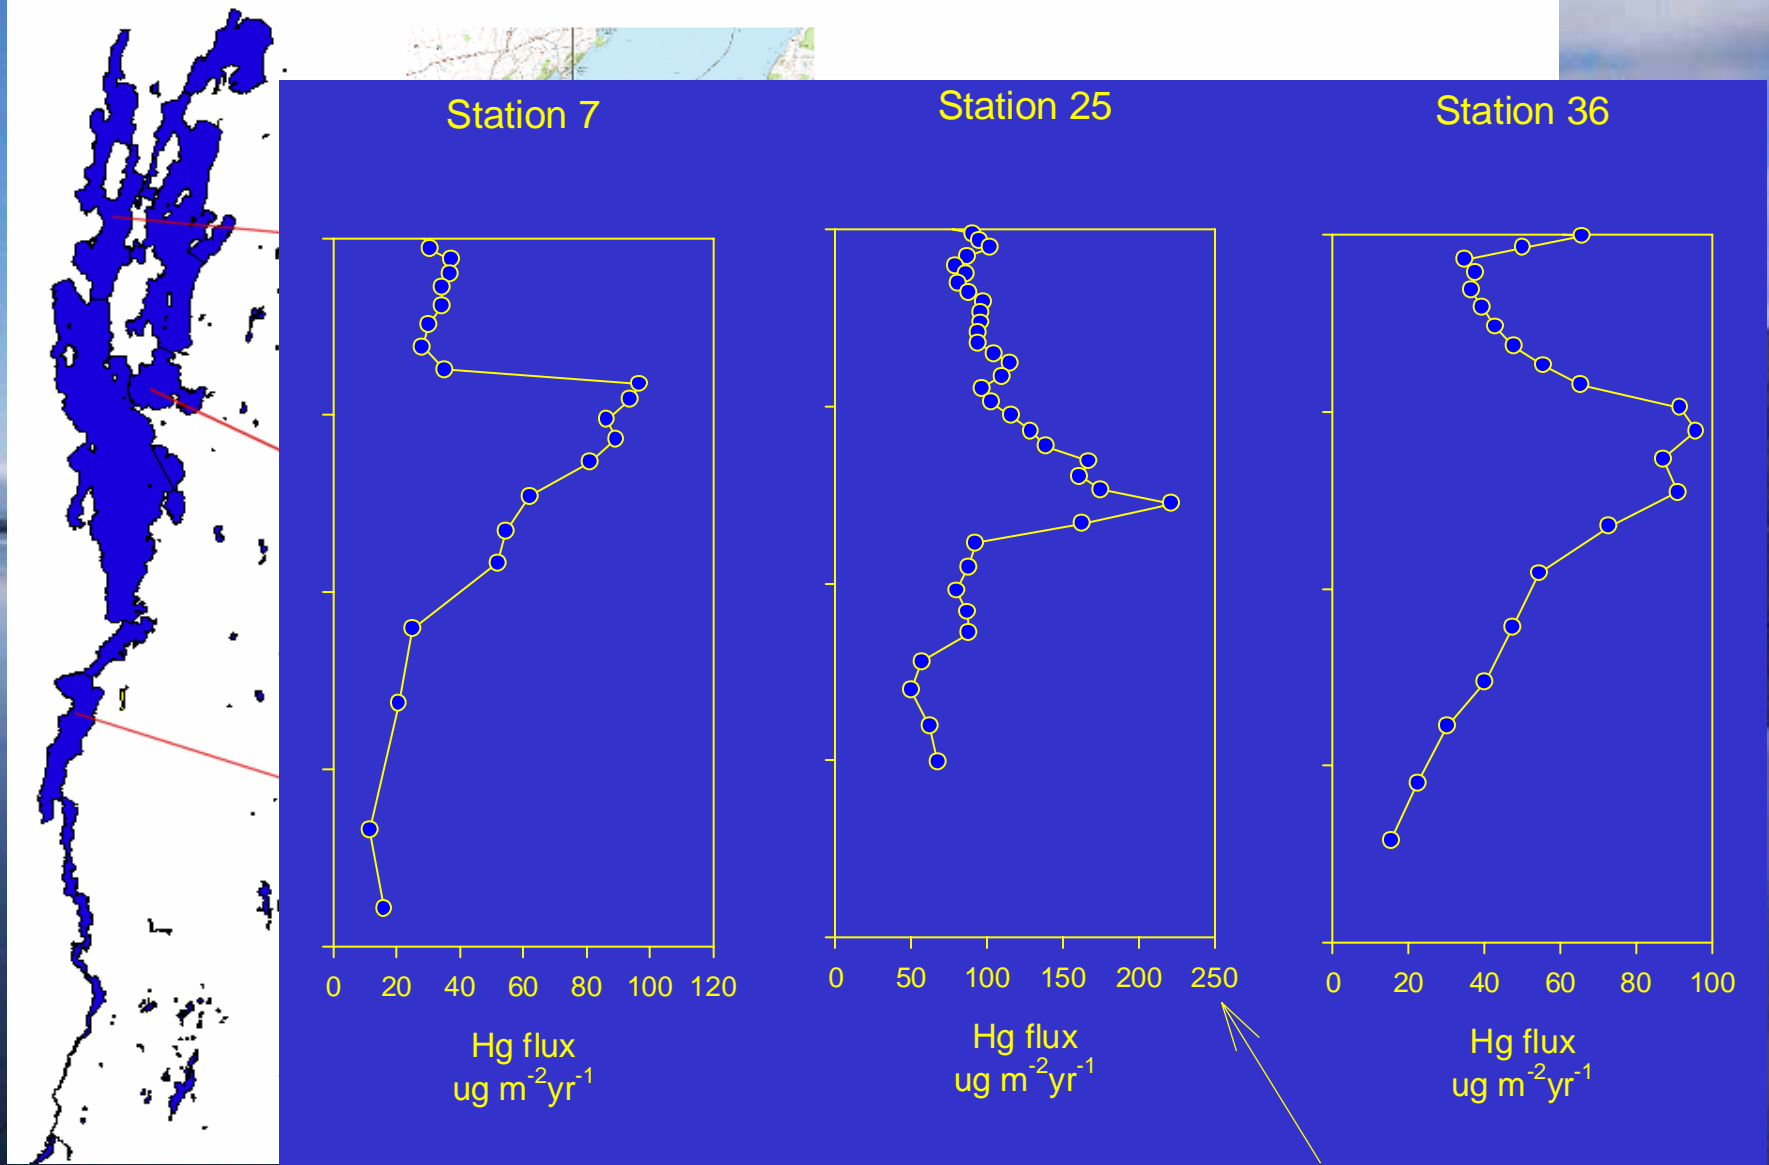 Station 7
Station 25
Station 36
0 20 40 60 80 100 120
0 50 100 150 200 250
0 20 40 60 80 100
Hg flux
ug m⁻²yr⁻¹
Hg flux
ug m⁻²yr⁻¹
Hg flux
ug m⁻²yr⁻¹